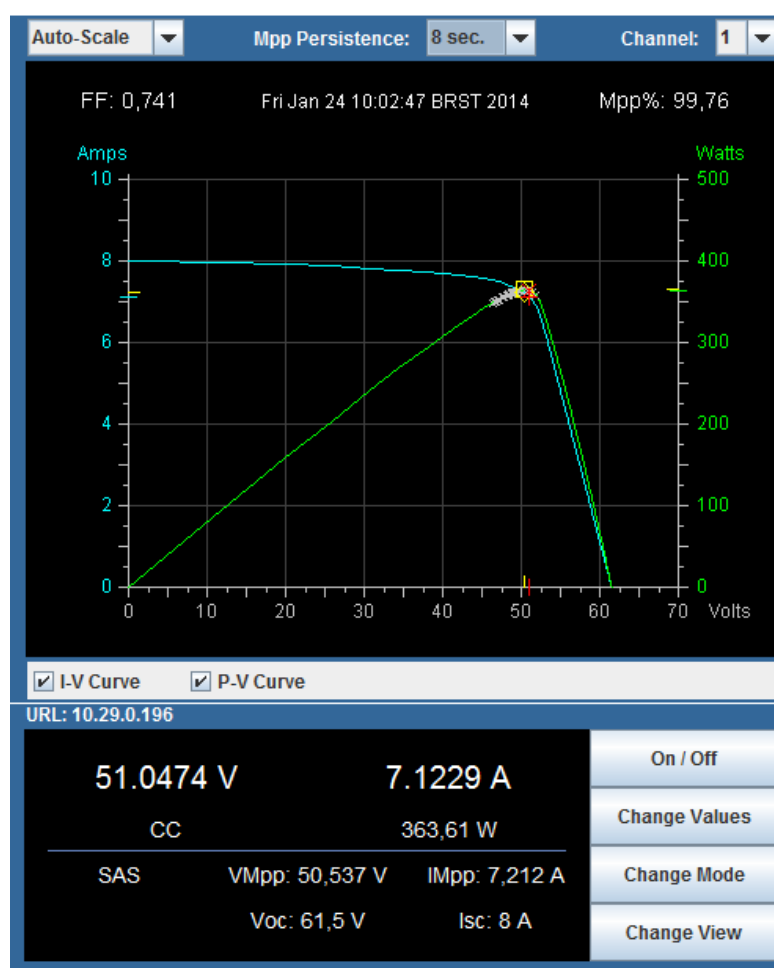 Auto-Scale Mpp Persistence: 8 sec. Channel: 1
FF: 0,741 Fri Jan 24 10:02:47 BRST 2014 Mpp%: 99,76
Amps Watts
10 500
8 400
6 300
4 200
2 100
0 0
0 10 20 30 40 50 60 70 Volts
I-V Curve P-V Curve
URL: 10.29.0.196
51.0474 V 7.1229 A
CC 363,61 W
SAS VMpp: 50,537 V IMpp: 7,212 A
Voc: 61,5 V Isc: 8 A
On / Off
Change Values
Change Mode
Change View